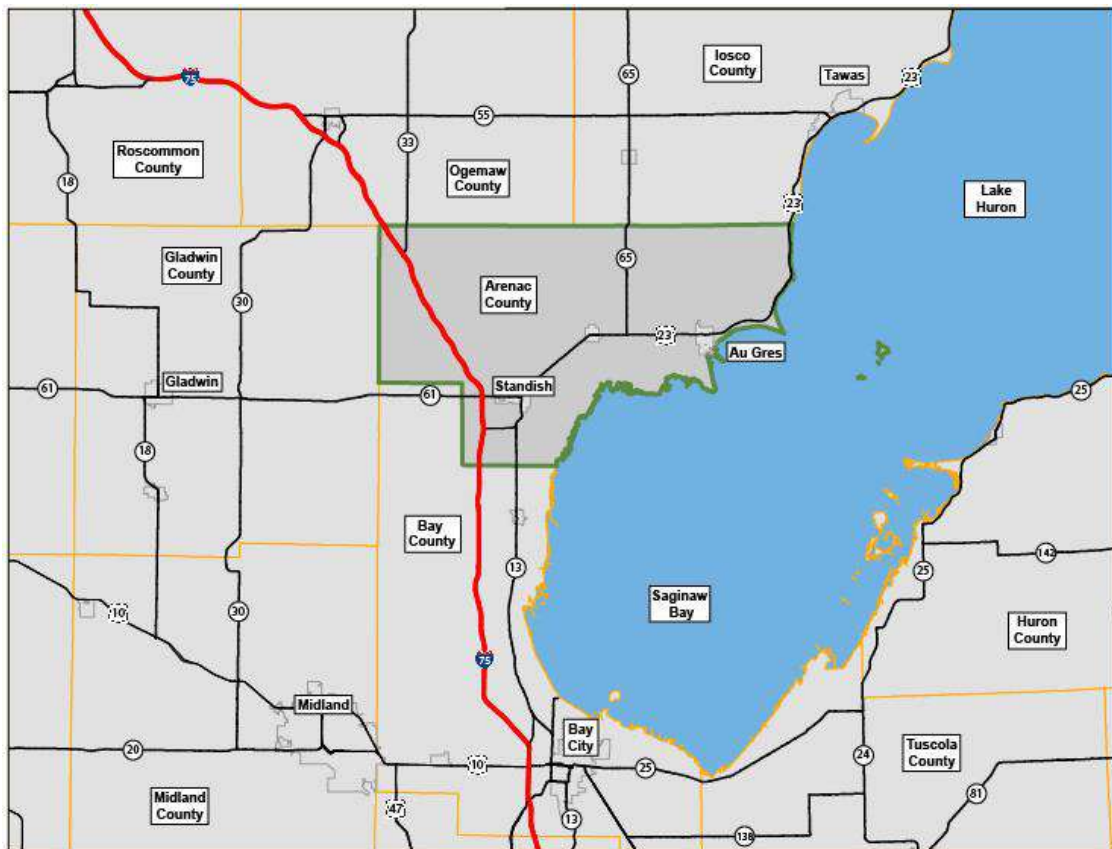 Iosco
County
Tawas
23
75
65
55
33
Roscommon
County
Ogemaw
County
18
23
Lake
Huron
Gladwin
County
65
Arenac
County
30
23
Au Gres
Gladwin
61
61
Standish
25
18
Bay
County
13
142
25
10
30
Saginaw
Bay
Huron
County
75
Midland
Bay
City
20
10
25
24
Tuscola
County
Midland
County
47
13
81
138